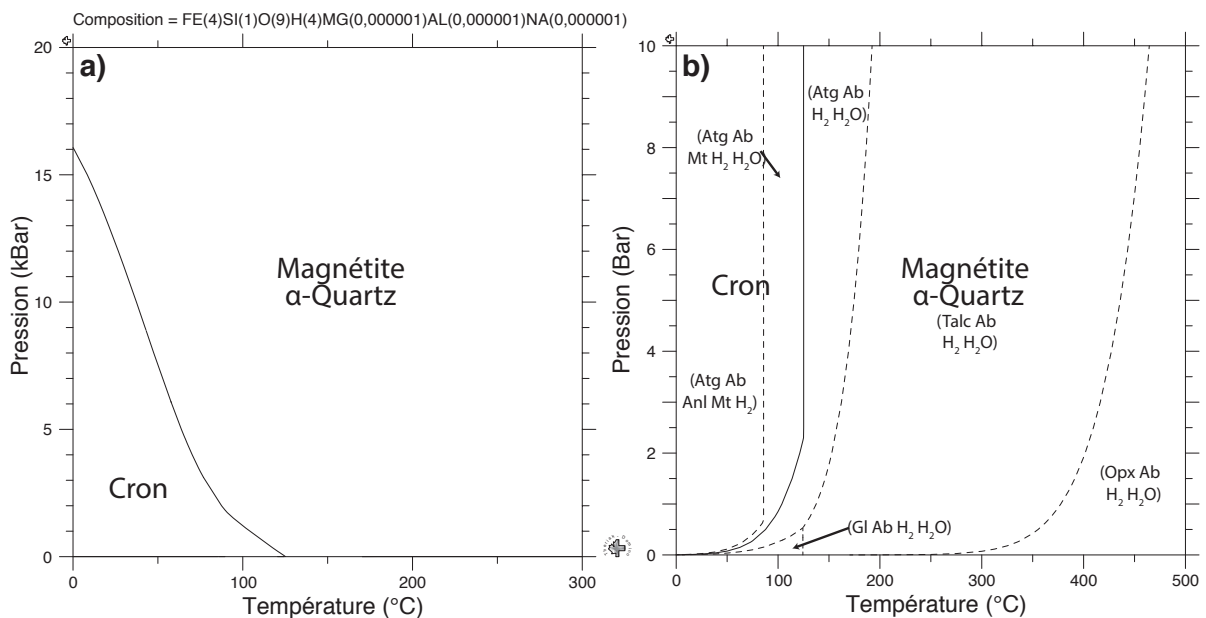 Composition = FE(4)SI(1)O(9)H(4)MG(0,000001)AL(0,000001)NA(0,000001)
a)
20
15
10
5
0
Pression (kBar)
Magnétite
α-Quartz
Cron
0
100
200
300
Température (°C)
b)
10
8
6
4
2
0
Pression (Bar)
(Atg Ab
H2 H2O)
(Atg Ab
Mt H2 H2O)
Cron
Magnétite
α-Quartz
(Talc Ab
H2 H2O)
(Atg Ab
Anl Mt H2)
(Opx Ab
H2 H2O)
(Gl Ab H2 H2O)
0
100
200
300
400
500
Température (°C)